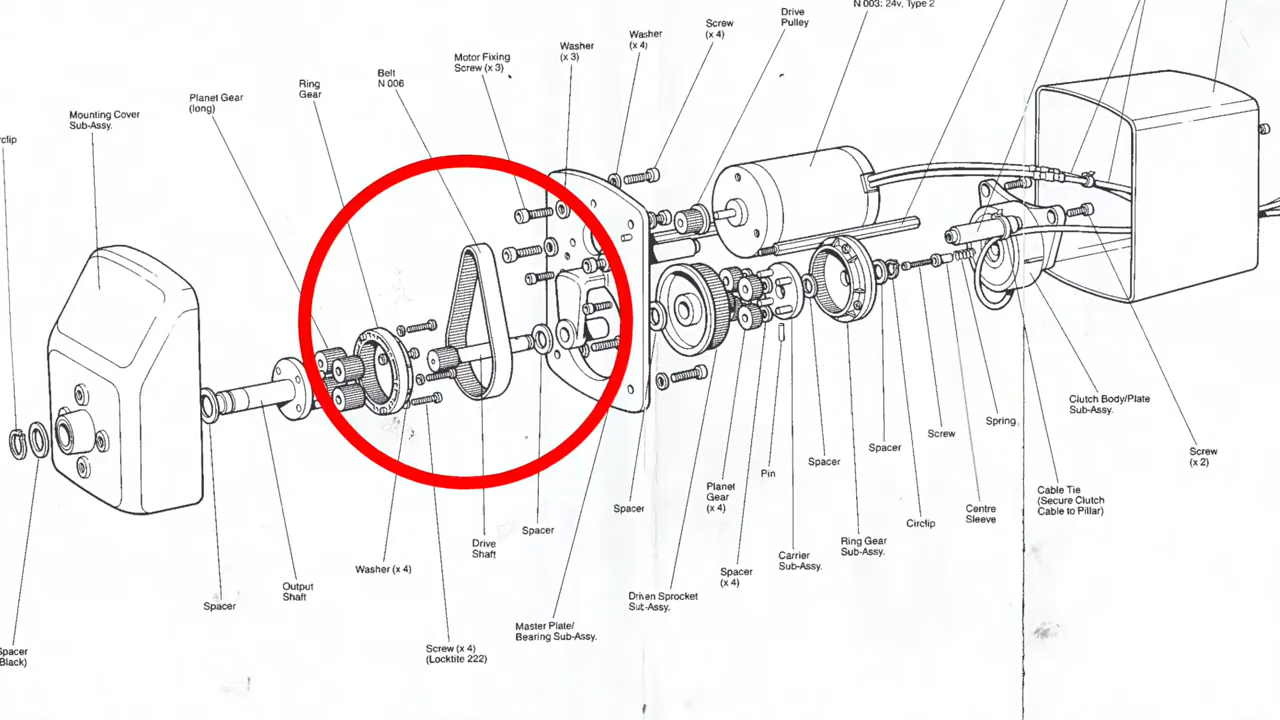 N 003: 24v, Type 2
Drive
Pulley
Screw
(x 4)
Washer
(x 4)
Washer
(x 3)
Motor Fixing
Screw (x 3)
Belt
N 006
Ring
Gear
Planet Gear
(long)
Mounting Cover
Sub-Assy.
rclip
Clutch Body/Plate
Sub-Assy.
Spring
Screw
Spacer
Screw
(x 2)
Spacer
Pin
Planet
Gear
(x 4)
Cable Tie
(Secure Clutch
Cable to Pillar)
Centre
Sleeve
Circlip
Spacer
Spacer
Drive
Shaft
Ring Gear
Sub-Assy.
Carrier
Sub-Assy.
Washer (x 4)
Spacer
(x 4)
Output
Shaft
Spacer
Driven Sprocket
Sub-Assy.
Master Plate/
Bearing Sub-Assy.
Screw (x 4)
(Locktite 222)
Spacer
Black)